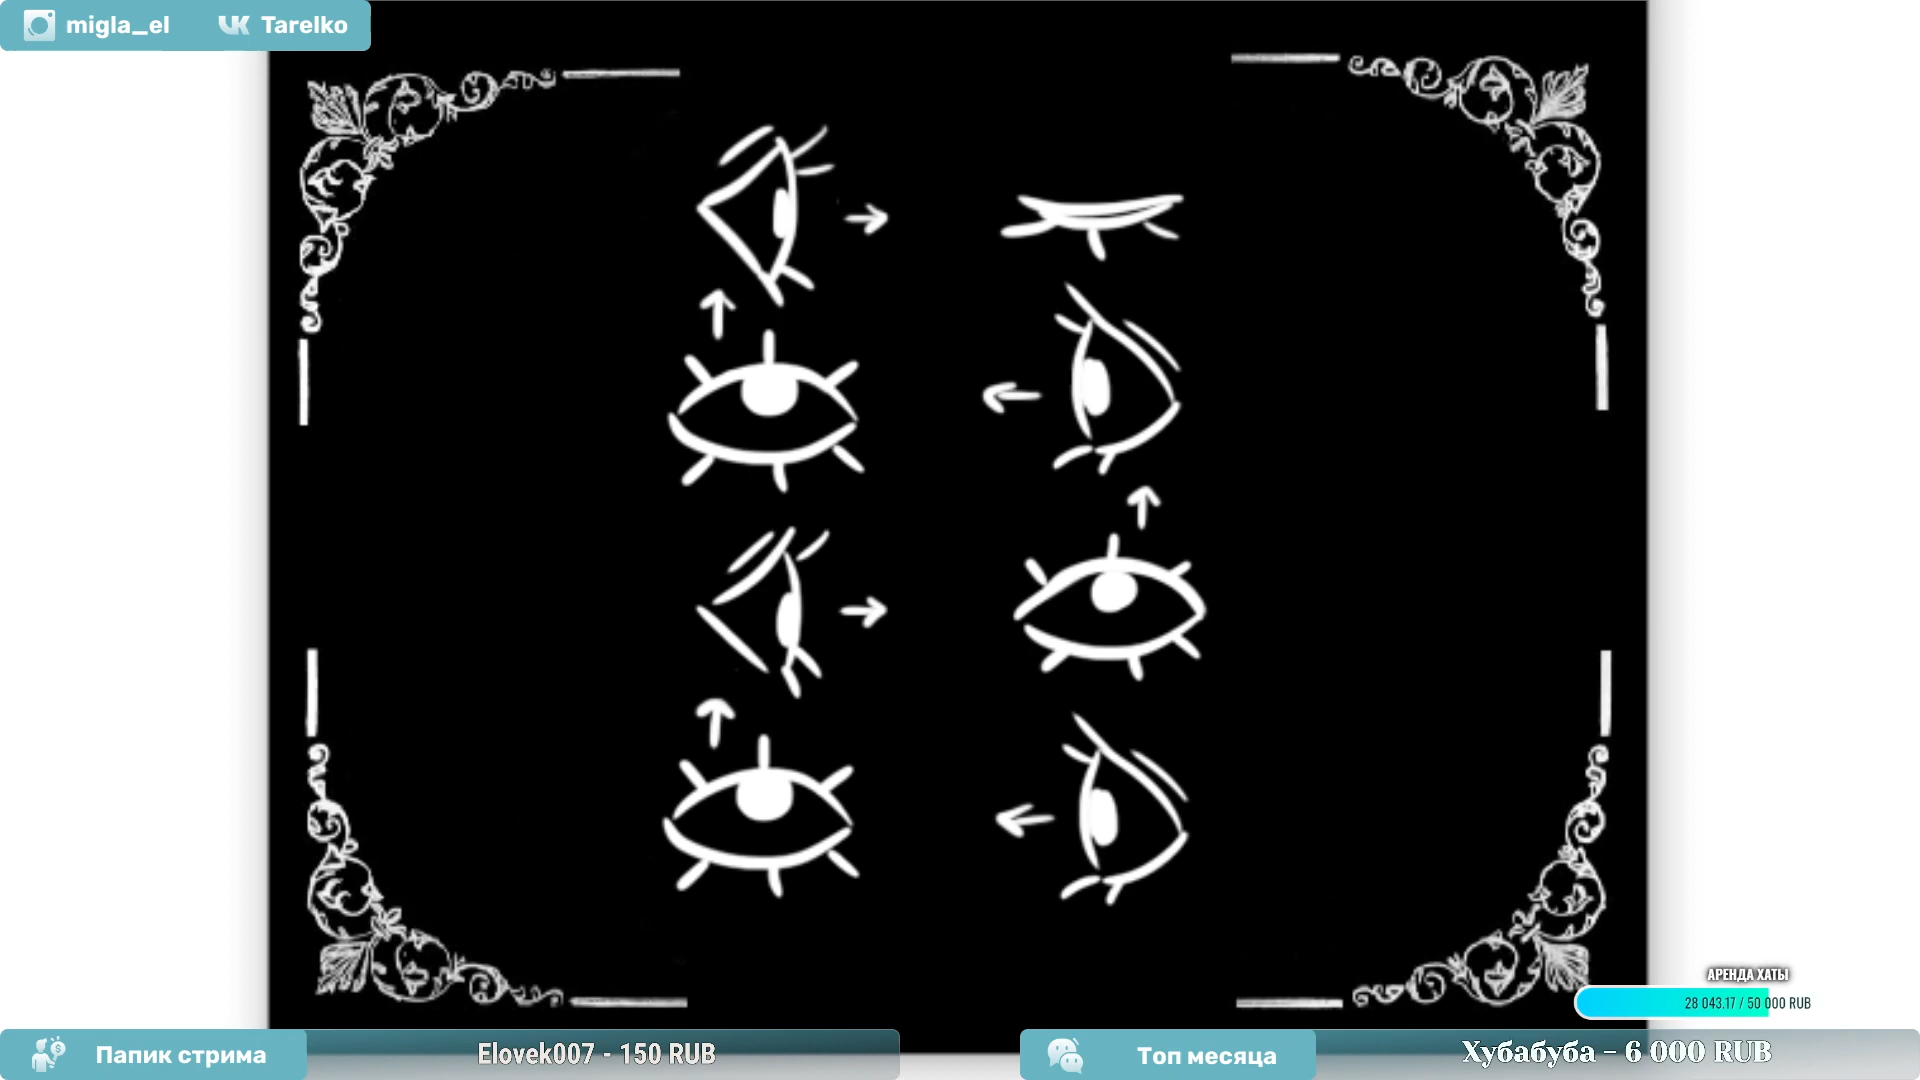 migla_el
Tarelko
АРЕНДА ХАТЫ
28 043.17 / 50 000 RUB
Папик стрима
Elovek007 - 150 RUB
Топ месяца
Хубабуба – 6 000 RUB